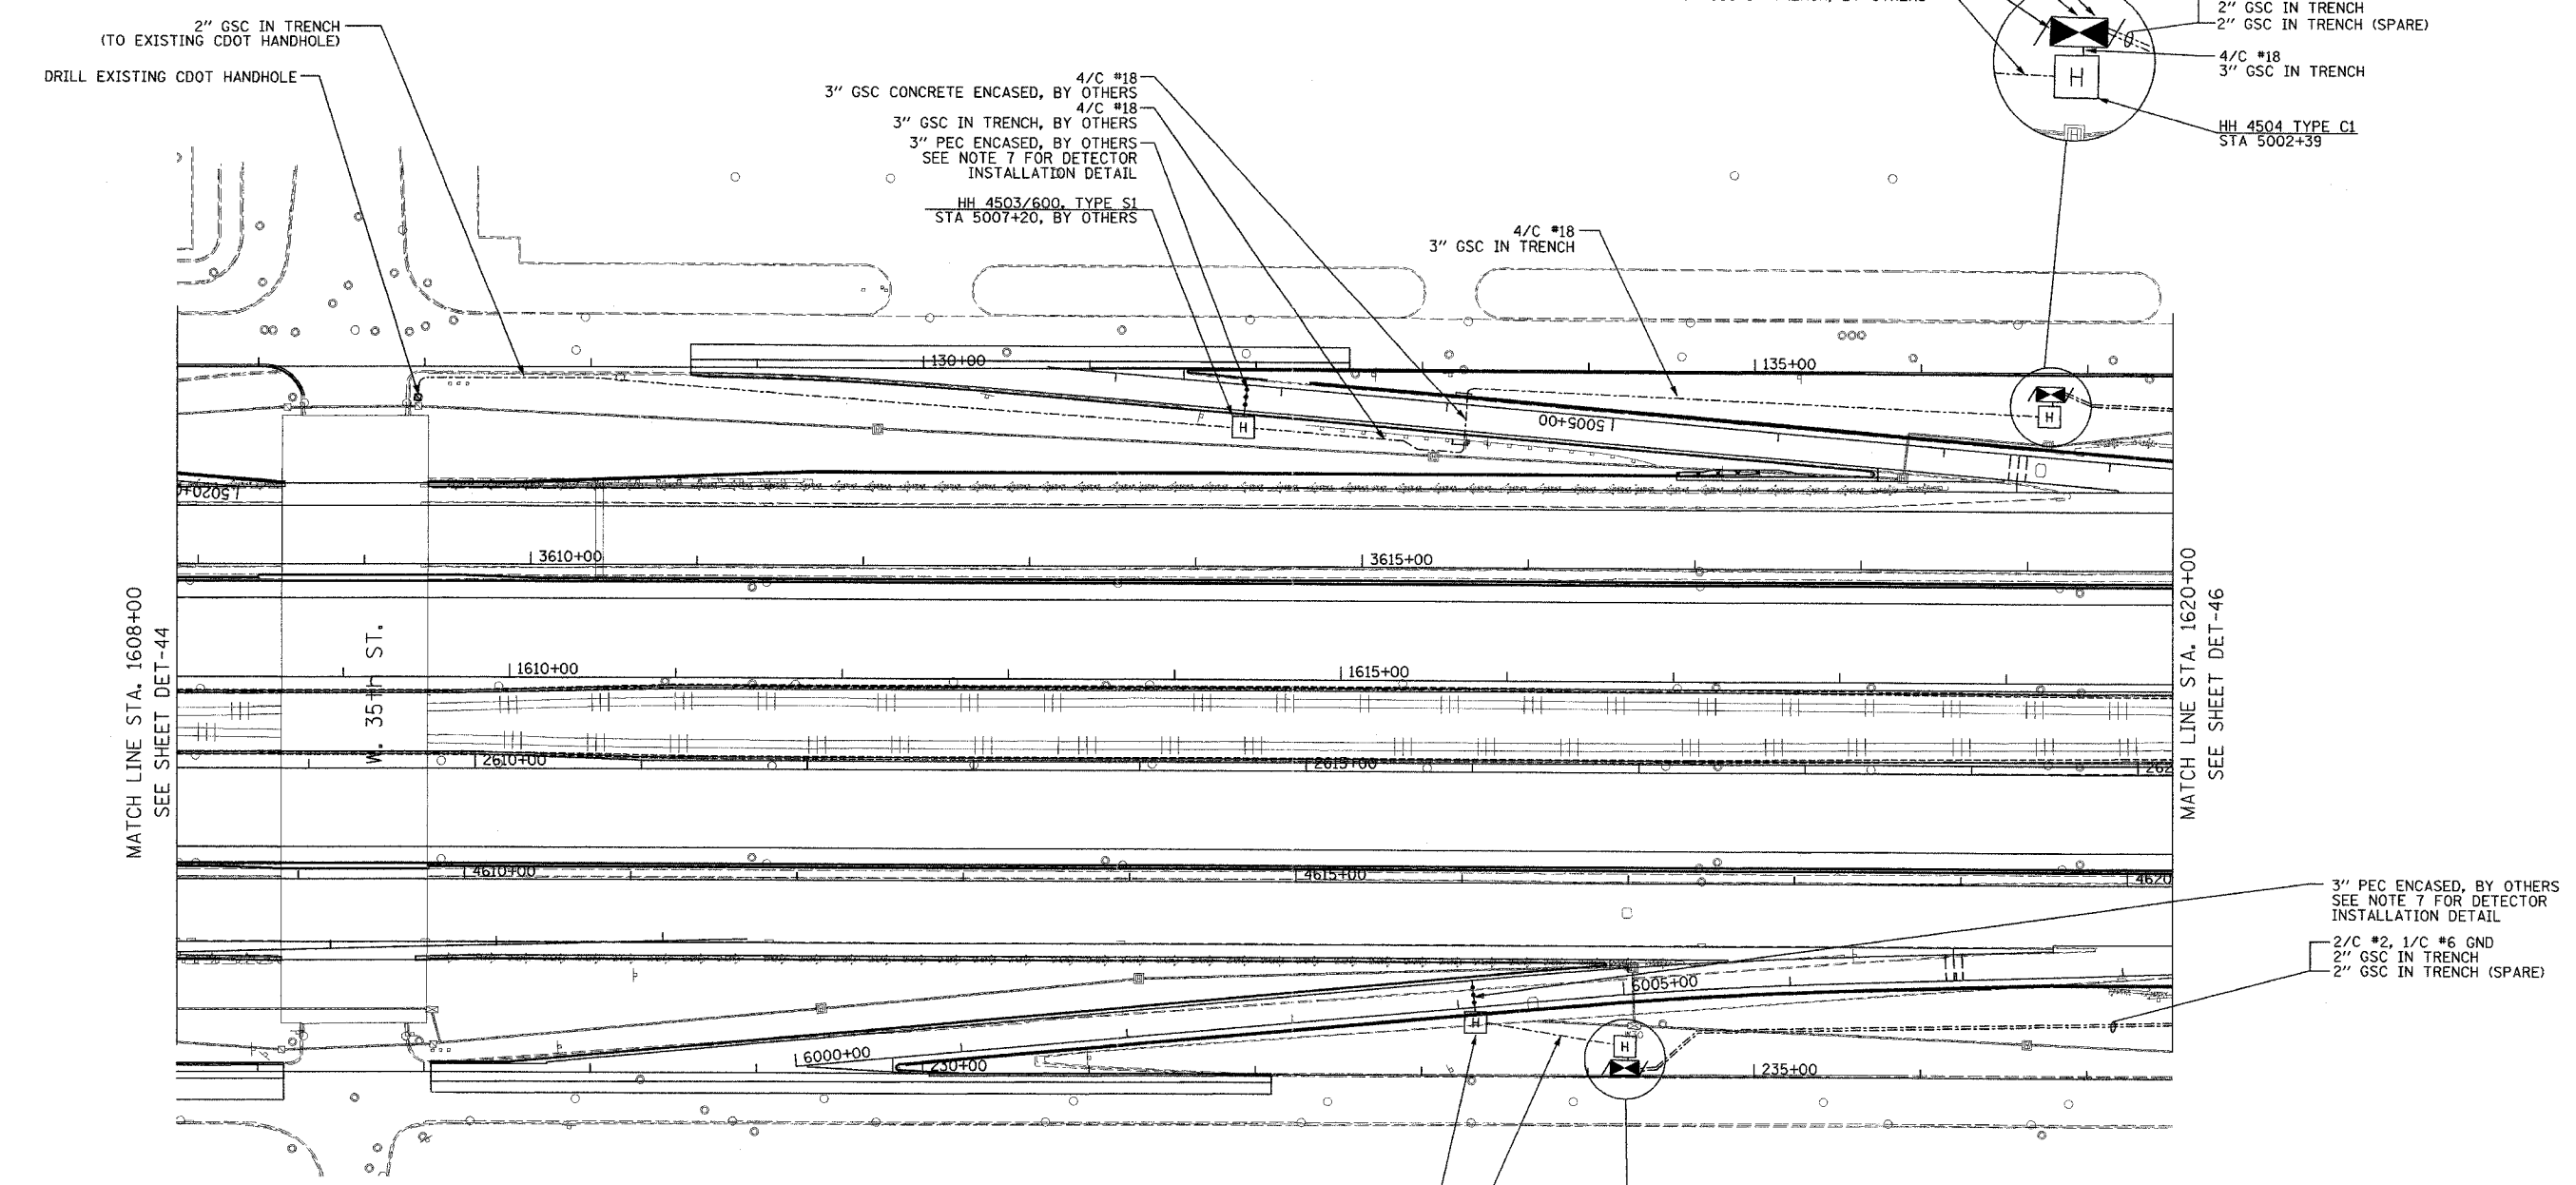 2" GSC IN TRENCH
(TO EXISTING CDOT HANDHOLE)
DRILL EXISTING CDOT HANDHOLE
4/C #18
3" GSC CONCRETE ENCASED, BY OTHERS
4/C #18
3" GSC IN TRENCH, BY OTHERS
3" PEC ENCASED, BY OTHERS
SEE NOTE 7 FOR DETECTOR
INSTALLATION DETAIL
HH 4503/600, TYPE S1
STA 5007+20, BY OTHERS
4/C #18
3" GSC IN TRENCH
2" GSC IN TRENCH
2" GSC IN TRENCH (SPARE)
4/C #18
3" GSC IN TRENCH
H
HH 4504 TYPE C1
STA 5002+39
H
130+00
135+00
5005+00
H
H
5020+0
3610+00
3615+00
MATCH LINE STA. 1608+00
SEE SHEET DET-44
W. 35th ST.
1610+00
1615+00
MATCH LINE STA. 1620+00
SEE SHEET DET-46
2610+00
2615+00
262
4610+00
4615+00
4620
3" PEC ENCASED, BY OTHERS
SEE NOTE 7 FOR DETECTOR
INSTALLATION DETAIL
2/C #2, 1/C #6 GND
2" GSC IN TRENCH
2" GSC IN TRENCH (SPARE)
6005+00
H
H
6000+00
230+00
235+00